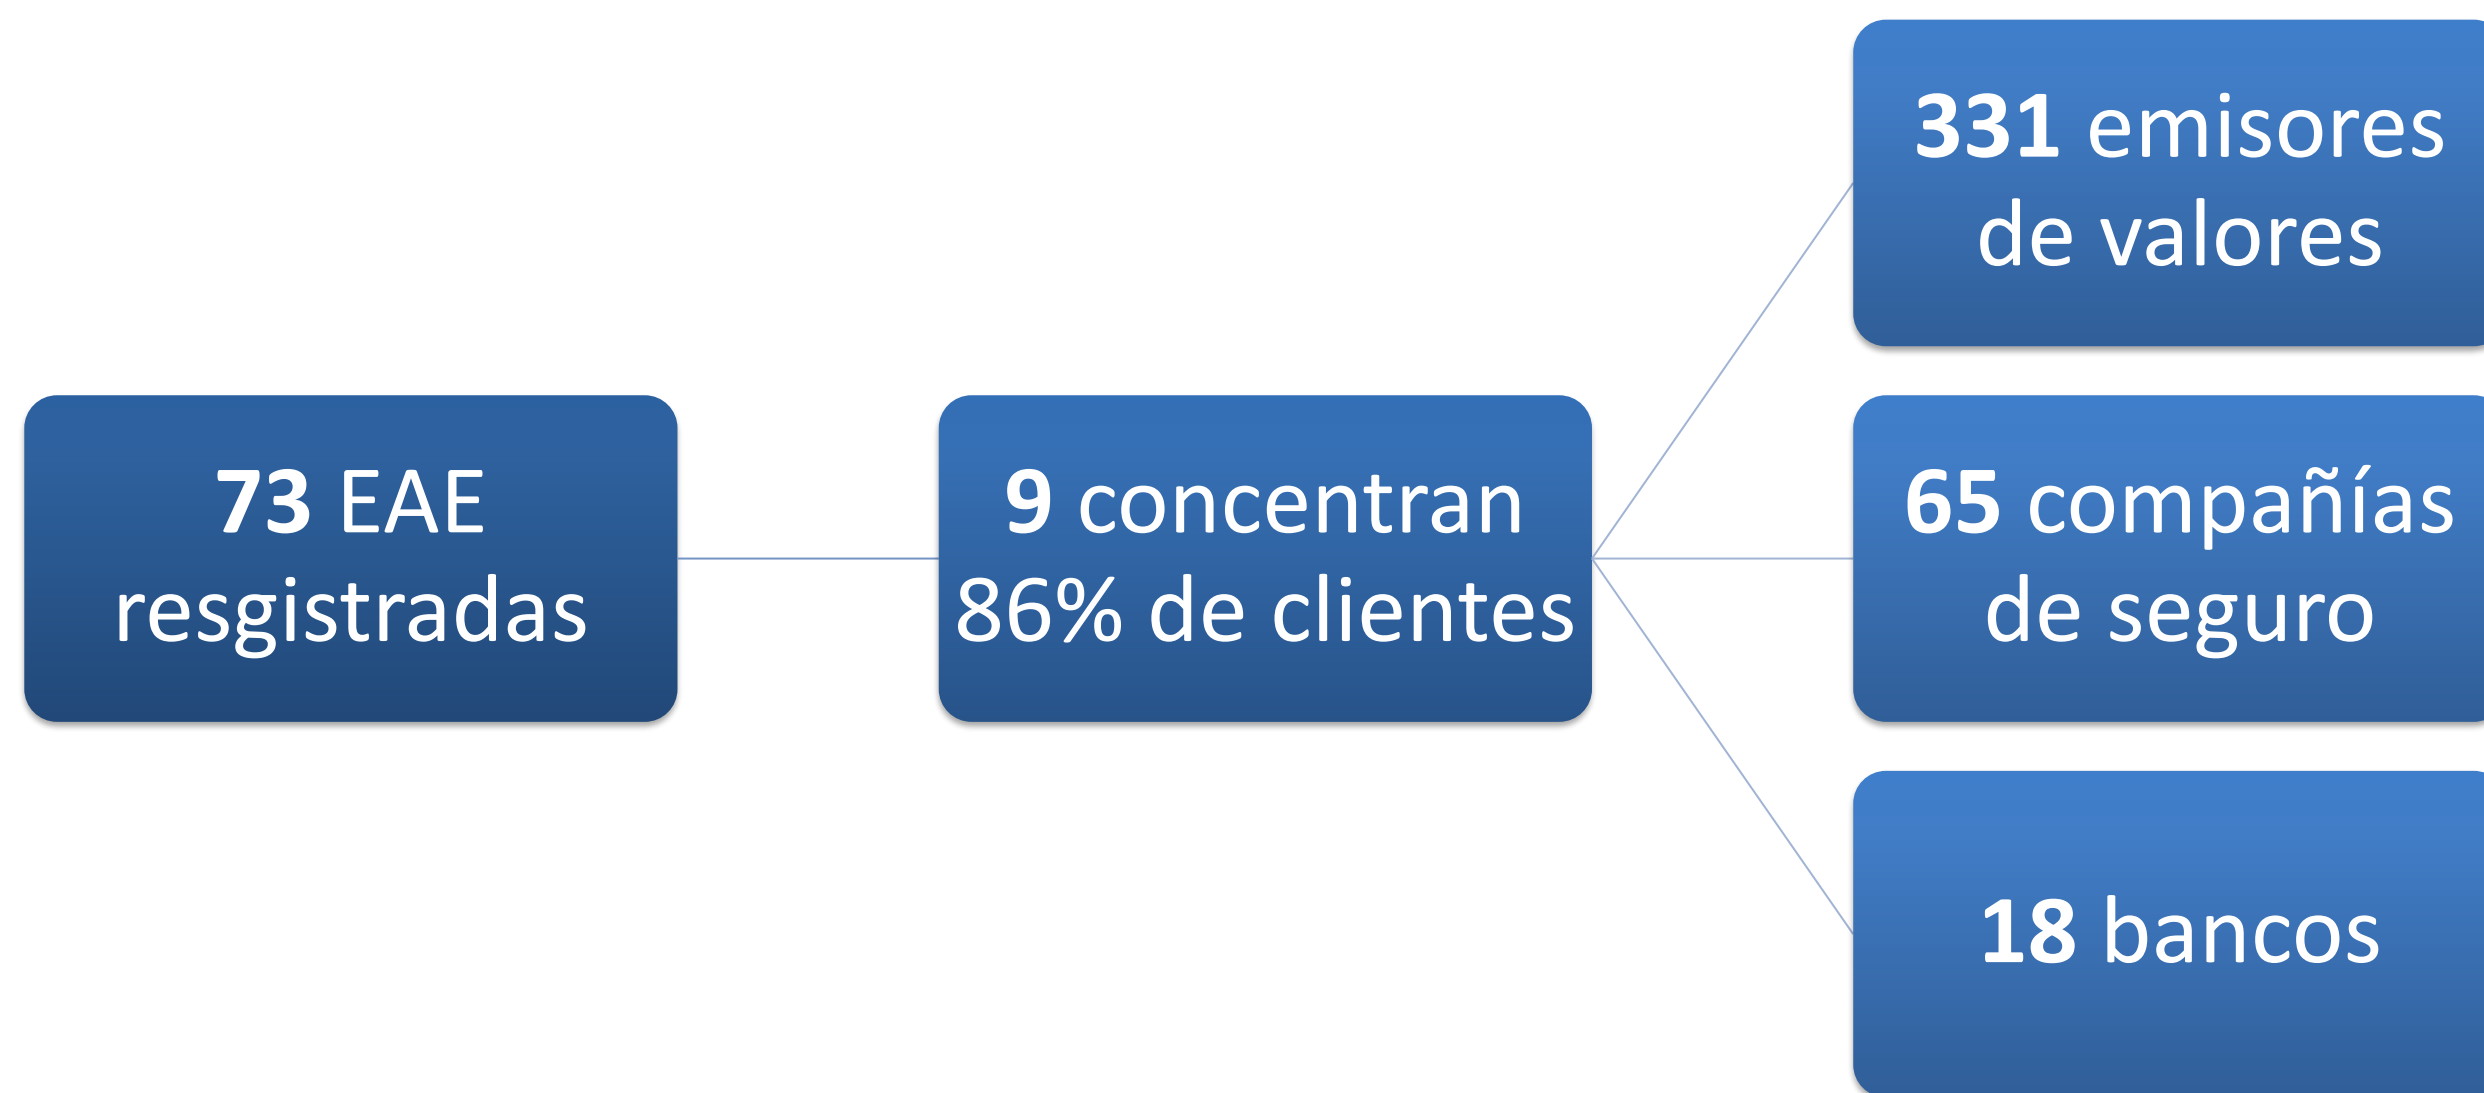 73 EAE
resgistradas
9 concentran
86% de clientes
331 emisores
de valores
65 compañías
de seguro
18 bancos